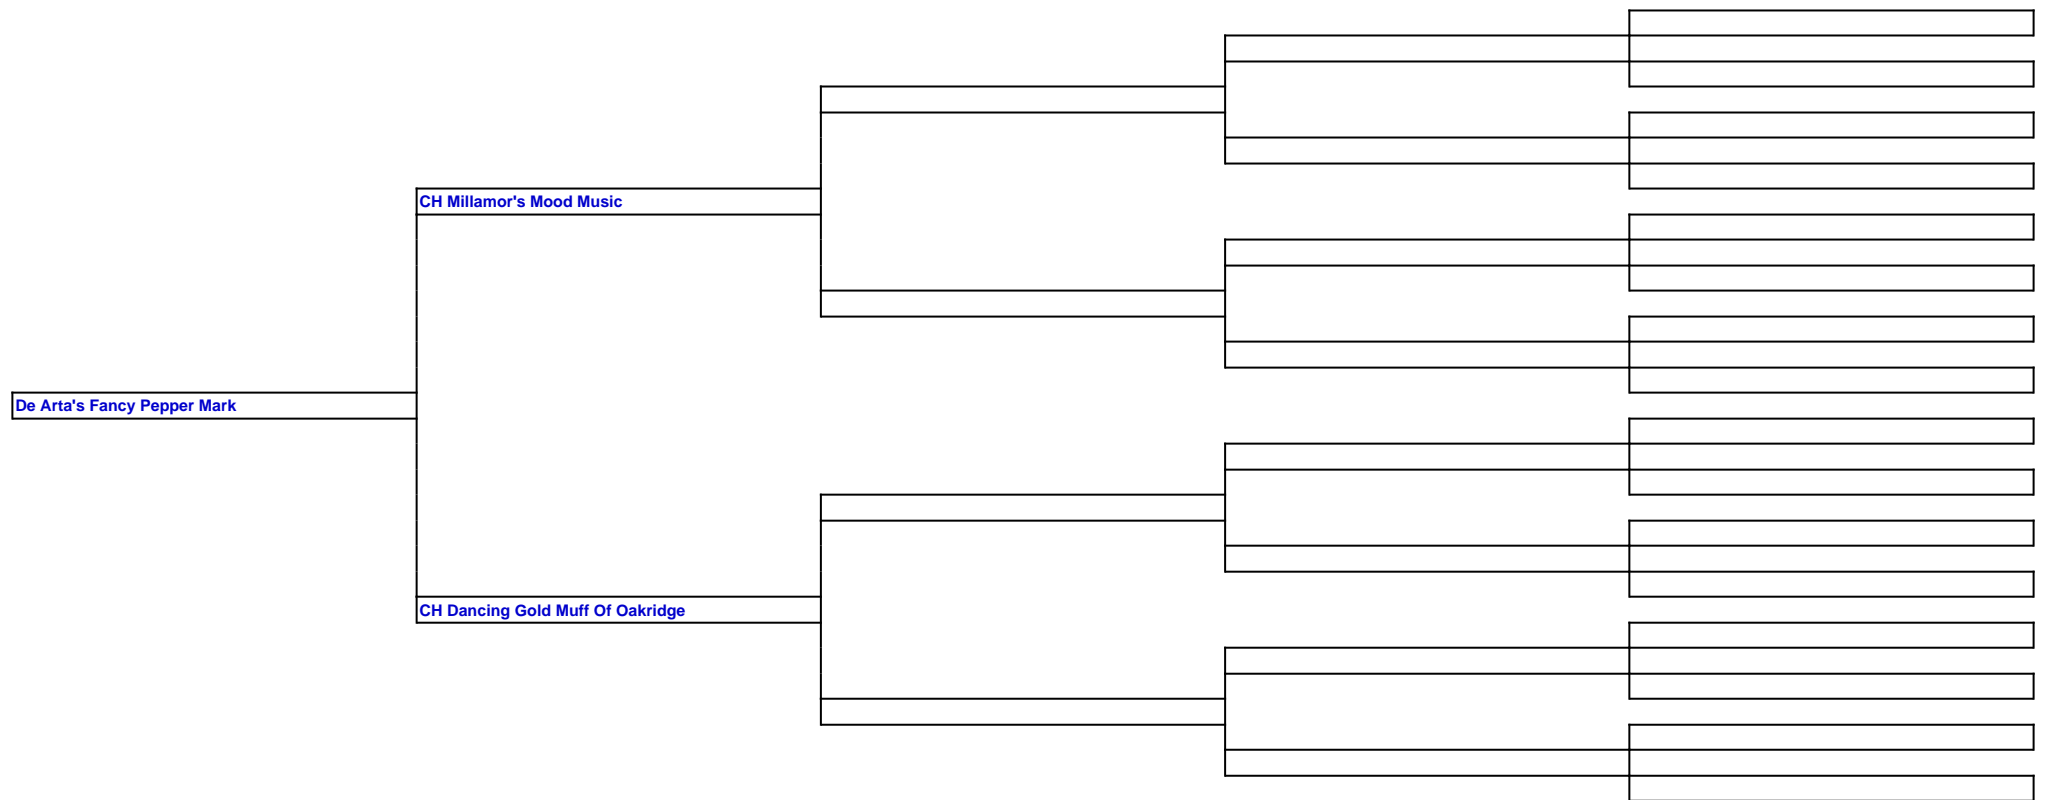 CH Millamor's Mood Music
De Arta's Fancy Pepper Mark
CH Dancing Gold Muff Of Oakridge